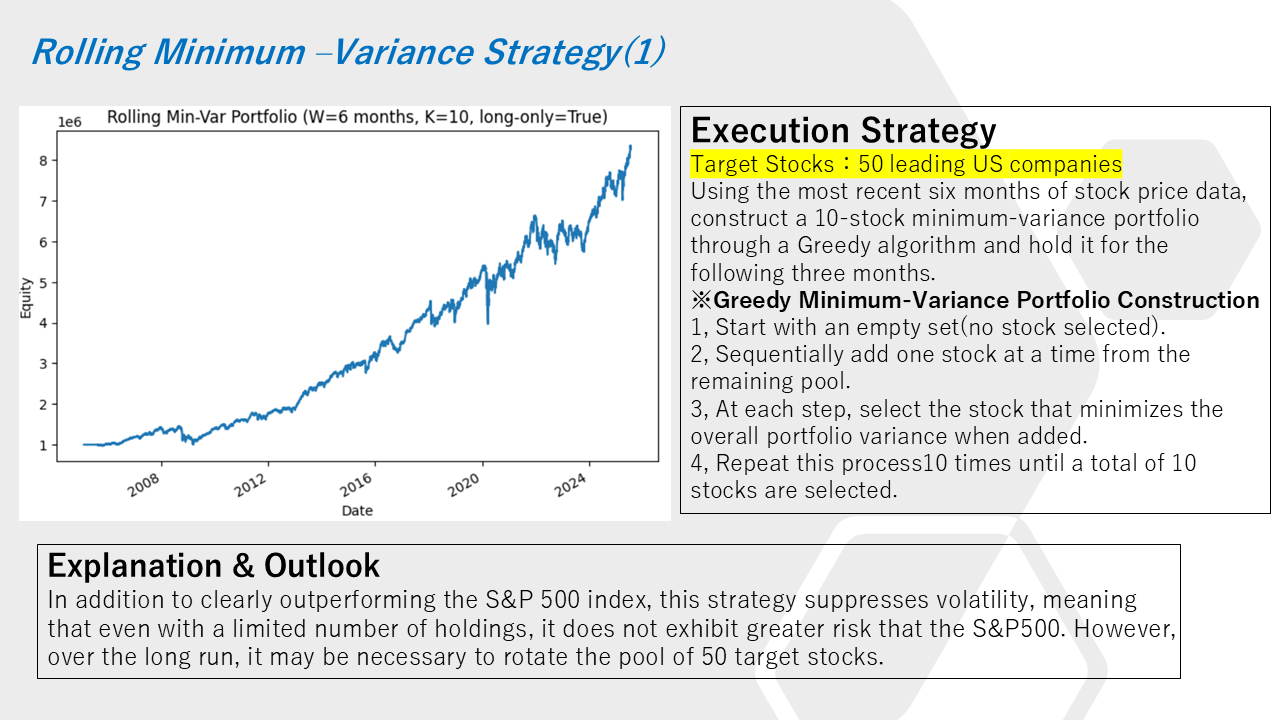 Rolling Minimum –Variance Strategy(1)
1e6
Rolling Min-Var Portfolio (W=6 months, K=10, long-only=True)
8
7
6
5
4
3
2
1
Equity
2008
2012
2016
2020
2024
Date
Execution Strategy
Target Stocks：50 leading US companies
Using the most recent six months of stock price data,
construct a 10-stock minimum-variance portfolio
through a Greedy algorithm and hold it for the
following three months.
※Greedy Minimum-Variance Portfolio Construction
1, Start with an empty set(no stock selected).
2, Sequentially add one stock at a time from the
remaining pool.
3, At each step, select the stock that minimizes the
overall portfolio variance when added.
4, Repeat this process10 times until a total of 10
stocks are selected.
Explanation & Outlook
In addition to clearly outperforming the S&P 500 index, this strategy suppresses volatility, meaning
that even with a limited number of holdings, it does not exhibit greater risk that the S&P500. However,
over the long run, it may be necessary to rotate the pool of 50 target stocks.